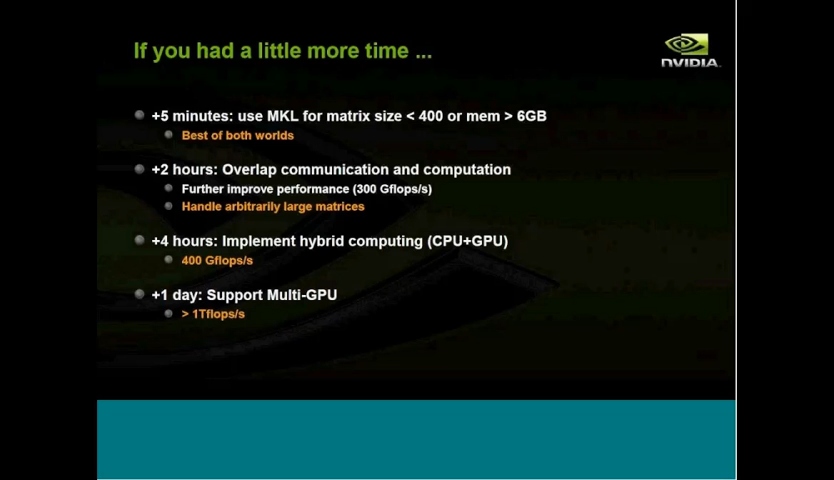 If you had a little more time ...
NVIDIA.
+5 minutes: use MKL for matrix size < 400 or mem > 6GB
Best of both worlds
+2 hours: Overlap communication and computation
Further improve performance (300 Gflops/s)
Handle arbitrarily large matrices
+4 hours: Implement hybrid computing (CPU+GPU)
400 Gflops/s
+1 day: Support Multi-GPU
> 1Tflops/s